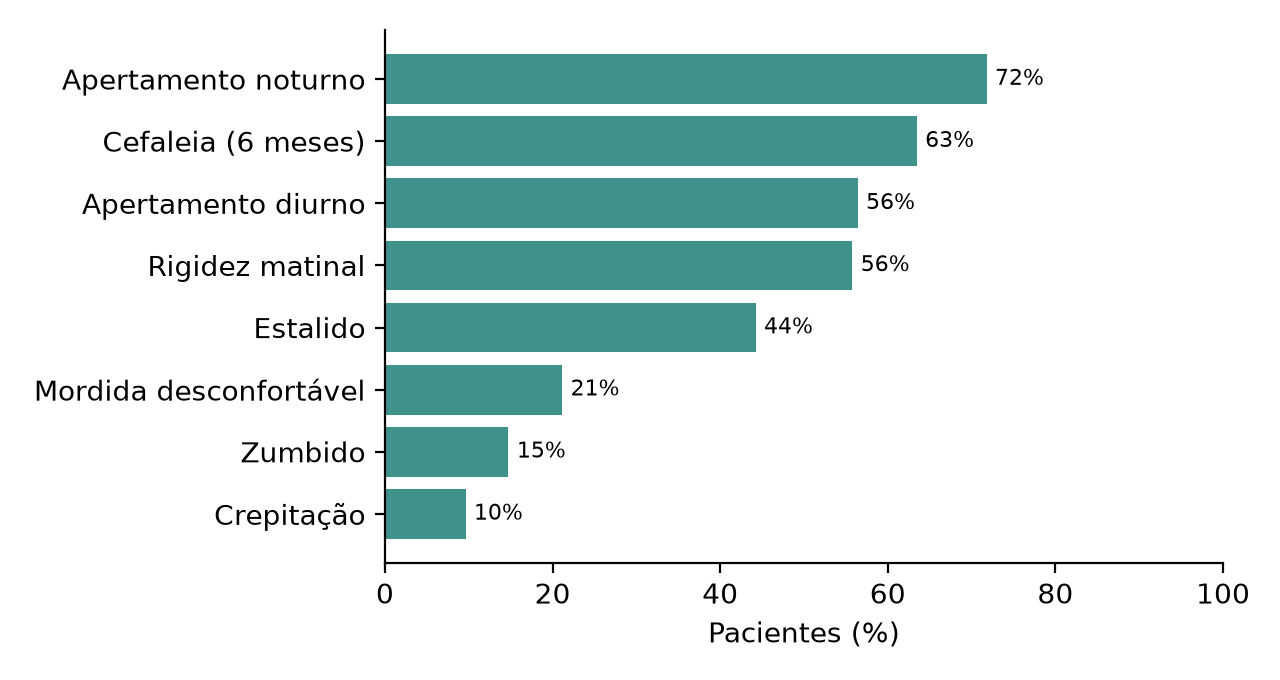 Apertamento noturno 72%
Cefaleia (6 meses) 63%
Apertamento diurno 56%
Rigidez matinal 56%
Estalido 44%
Mordida desconfortável 21%
Zumbido 15%
Crepitação 10%
0 20 40 60 80 100
Pacientes (%)